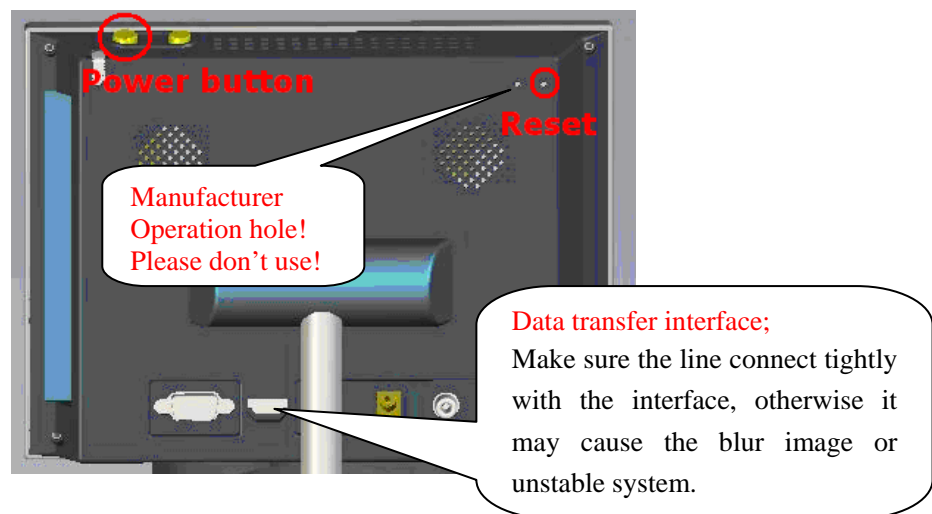 Power button
Reset
Manufacturer
Operation hole!
Please don't use!
Data transfer interface;
Make sure the line connect tightly
with the interface, otherwise it
may cause the blur image or
unstable system.